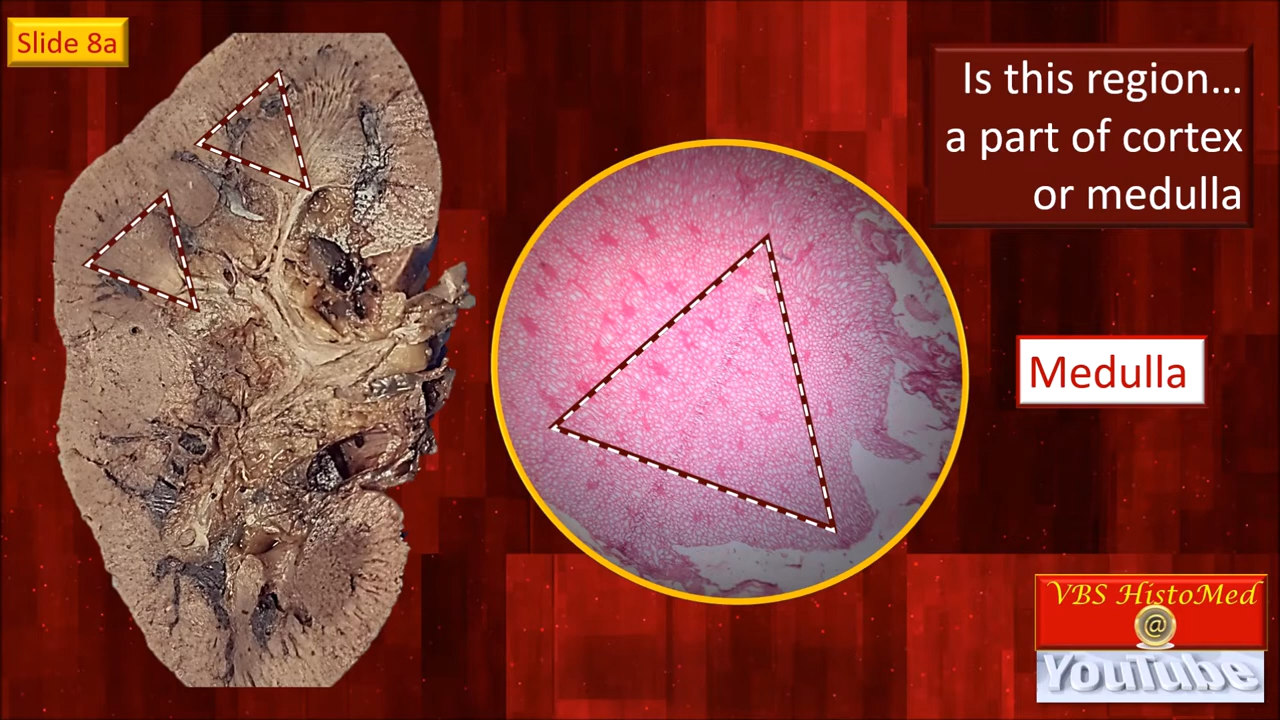 Slide 8a
Is this region...
a part of cortex
or medulla
Medulla
VBS HistoMed
@
YouTube